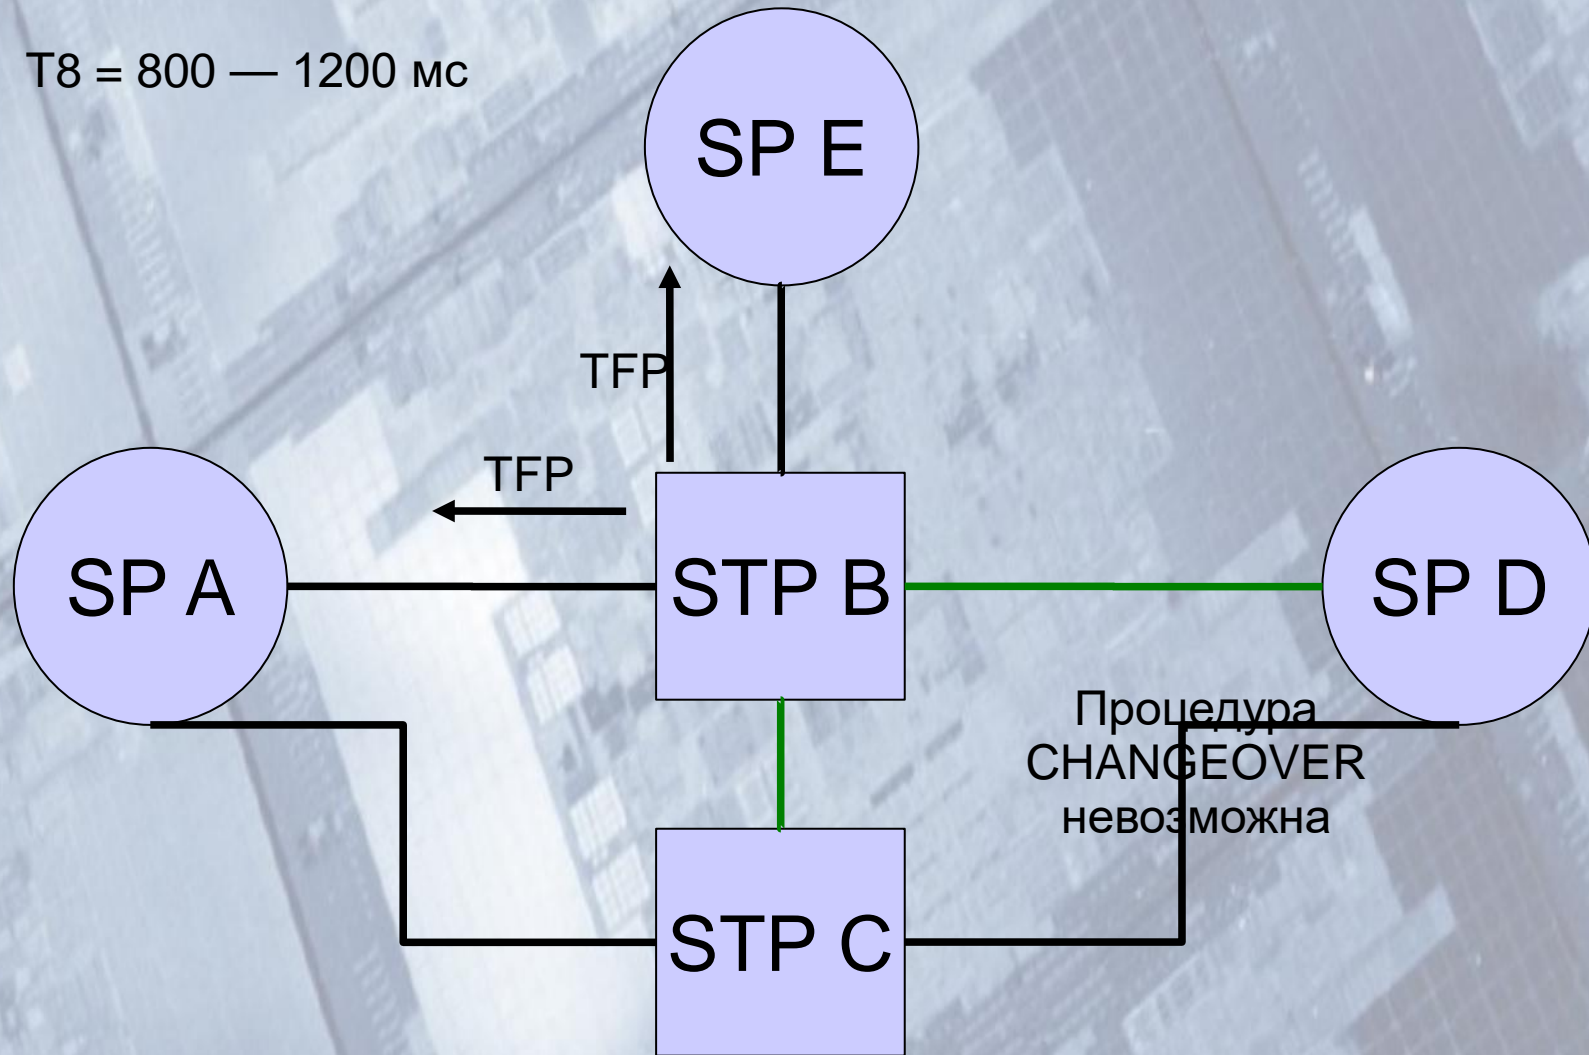 T8 = 800 — 1200 мс
SP E
TFP
TFP
SP A
STP B
SP D
Процедура
CHANGEOVER
невозможна
STP C